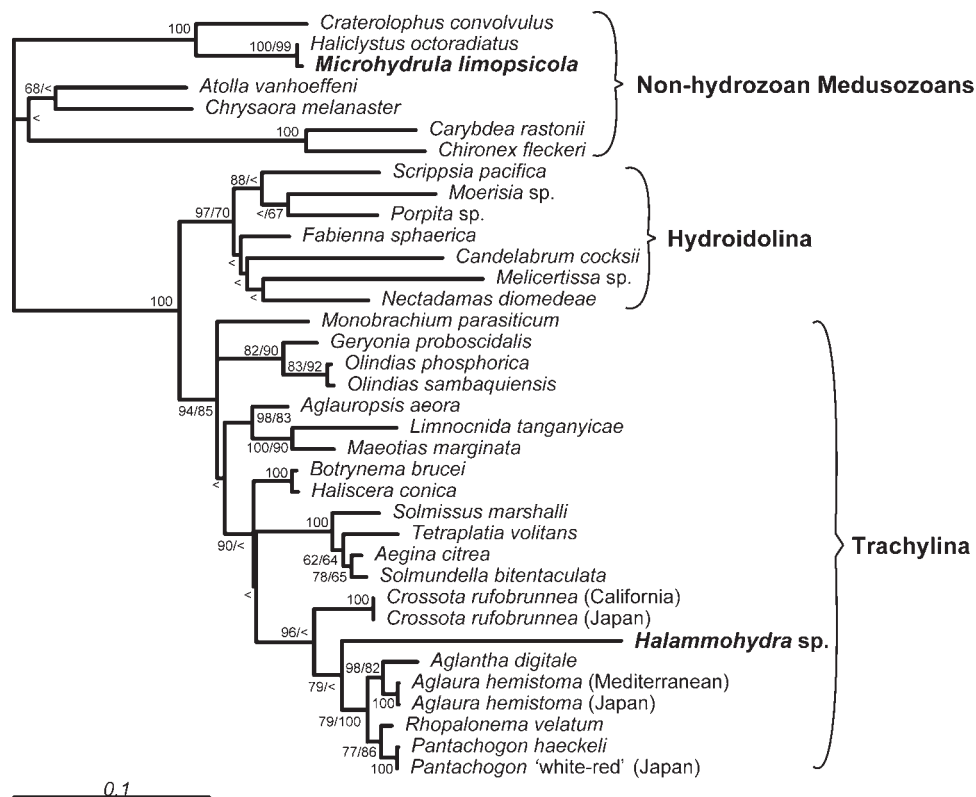 Craterolophus convolvulus
100
Haliclystus octoradiatus
100/99
Microhydrula limopsicola
Non-hydrozoan Medusozoans
Atolla vanhoeffeni
68/<
Chrysaora melanaster
<
Carybdea rastonii
100
Chironex fleckeri
Scrippsia pacifica
88/<
Moerisia sp.
</67
Porpita sp.
97/70
Fabienna sphaerica
Hydroidolina
<
Candelabrum cocksii
<
Melicertissa sp.
<
Nectadamas diomedeae
100
Monobrachium parasiticum
Geryonia proboscidalis
82/90
Olindias phosphorica
83/92
Olindias sambaquiensis
94/85
Aglauropsis aeora
98/83
Limnocnida tanganyicae
100/90
Maeotias marginata
Botrynema brucei
100
<
Haliscera conica
Solmissus marshalli
100
Tetraplatia volitans
90/<
Trachylina
Aegina citrea
62/64
Solmundella bitentaculata
78/65
Crossota rufobrunnea (California)
<
100
Crossota rufobrunnea (Japan)
96/<
Halammohydra sp.
Aglantha digitale
98/82
79/<
Aglaura hemistoma (Mediterranean)
Aglaura hemistoma (Japan)
100
79/100
Rhopalonema velatum
Pantachogon haeckeli
77/86
Pantachogon ‘white-red’ (Japan)
100
0.1